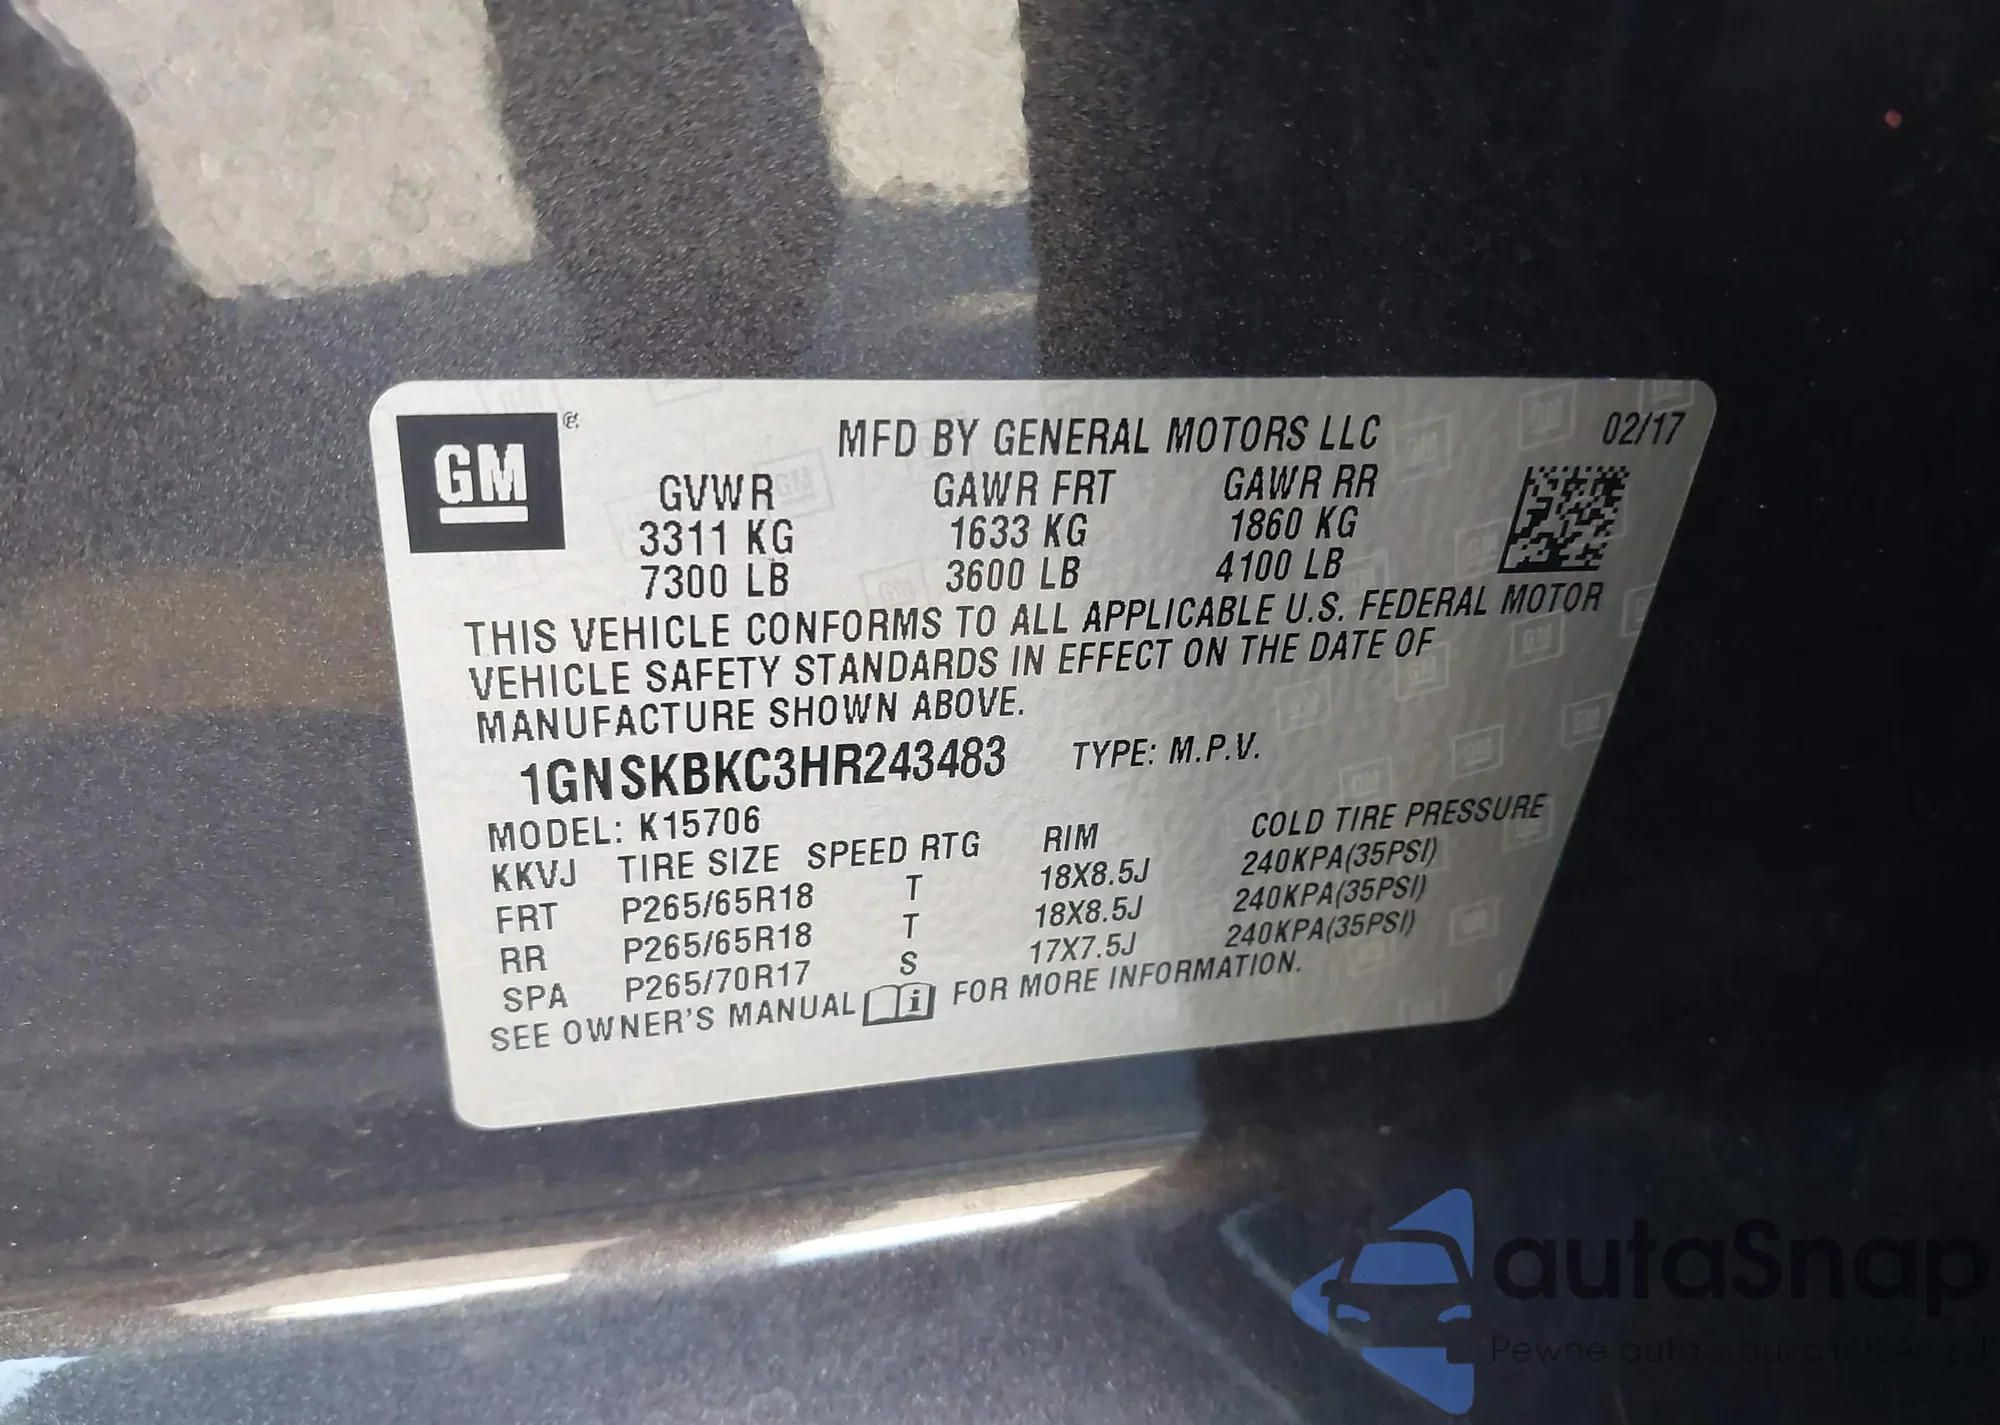 GM
MFD BY GENERAL MOTORS LLC 02/17
GVWR GAWR FRT GAWR RR
3311 KG 1633 KG 1860 KG
7300 LB 3600 LB 4100 LB
THIS VEHICLE CONFORMS TO ALL APPLICABLE U.S. FEDERAL MOTOR
VEHICLE SAFETY STANDARDS IN EFFECT ON THE DATE OF
MANUFACTURE SHOWN ABOVE.
1GNSKBKC3HR243483 TYPE: M.P.V.
MODEL: K15706
KKVJ TIRE SIZE SPEED RTG RIM COLD TIRE PRESSURE
FRT P265/65R18 T 18X8.5J 240KPA(35PSI)
RR P265/65R18 T 18X8.5J 240KPA(35PSI)
SPA P265/70R17 S 17X7.5J 240KPA(35PSI)
SEE OWNER'S MANUAL i FOR MORE INFORMATION.
autaSnap
Pewne auta z